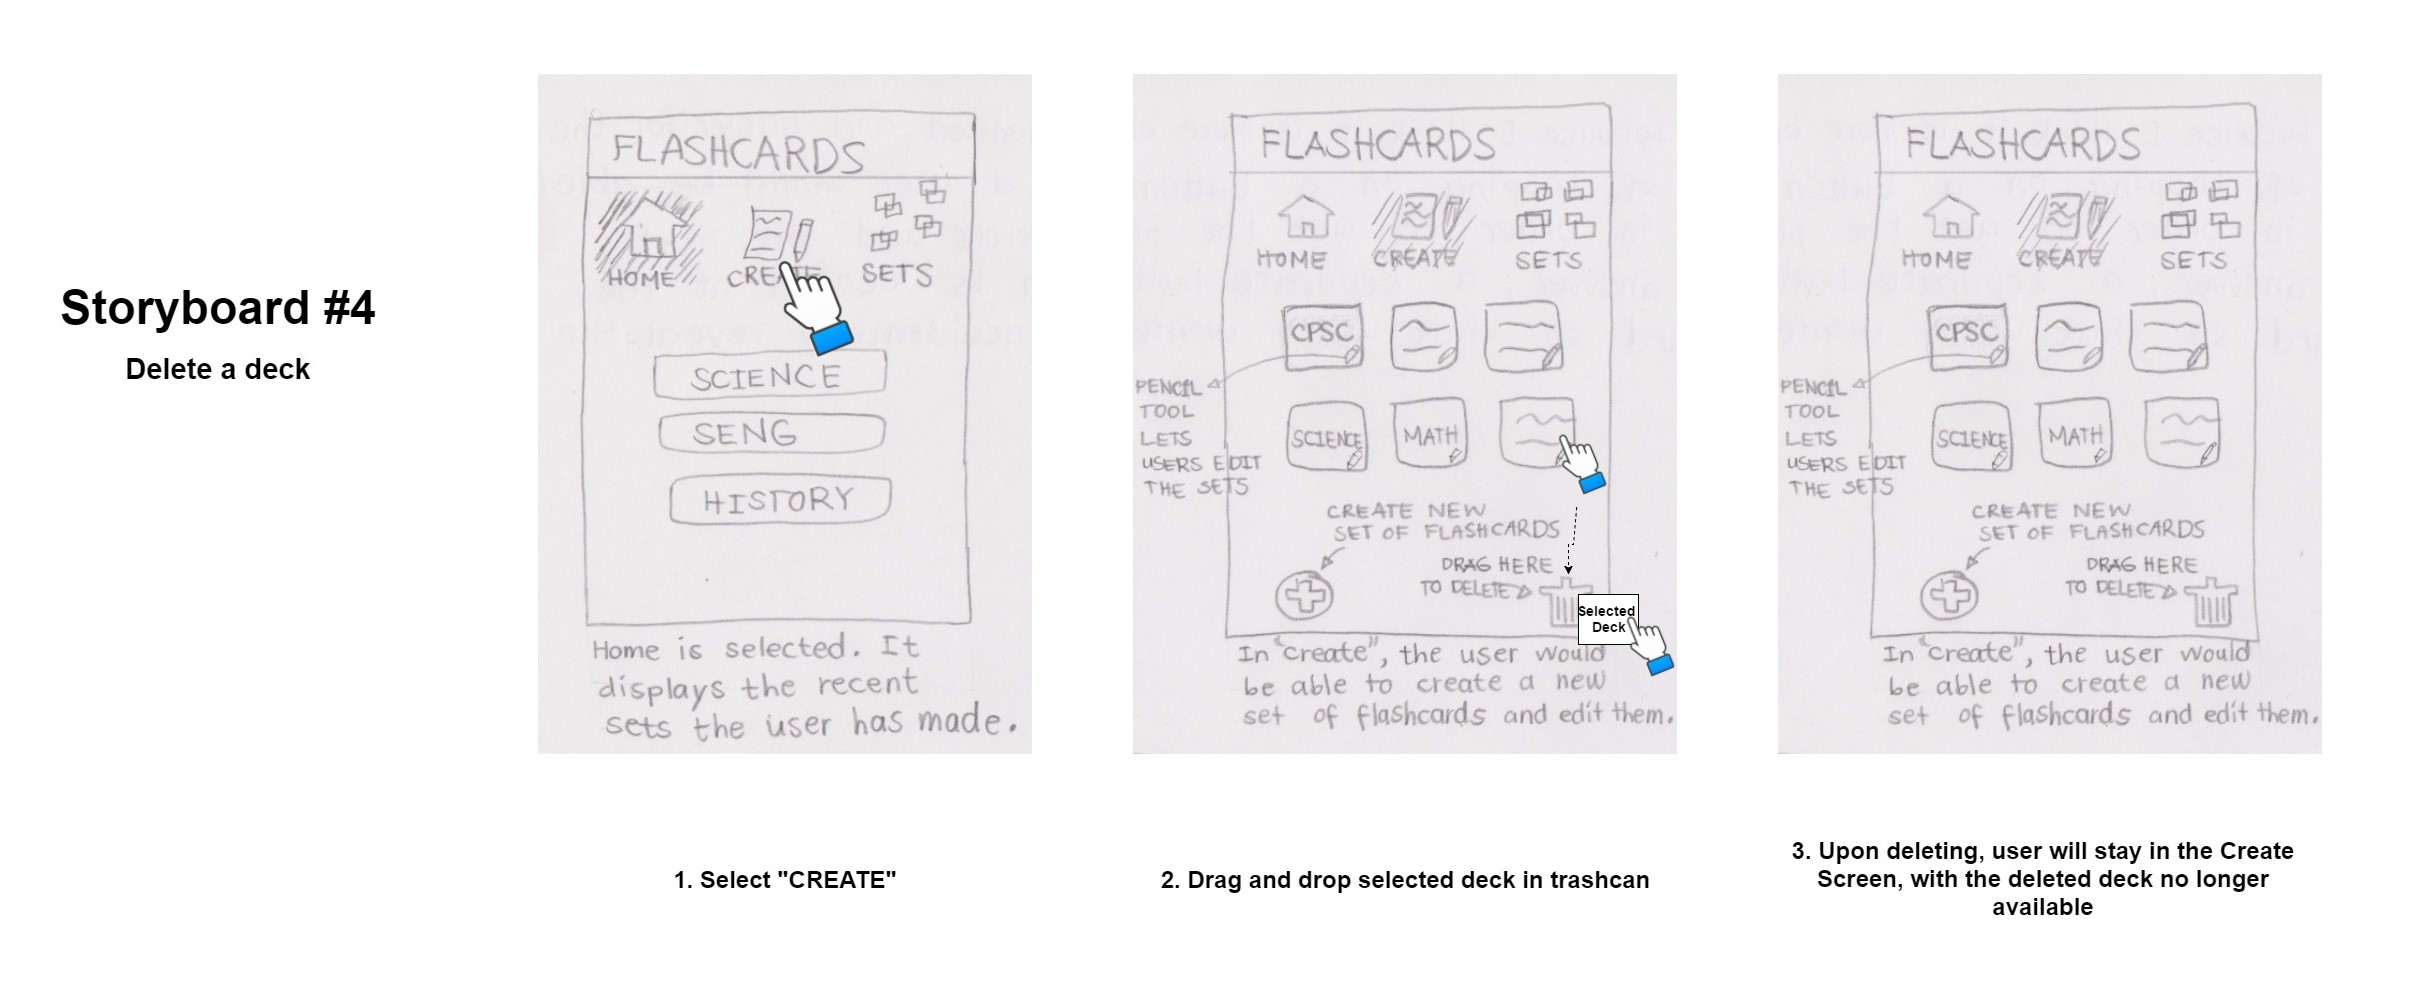 Storyboard #4
Delete a deck
FLASHCARDS
HOME
CREATE
SETS
SCIENCE
SENG
HISTORY
Home is selected. It
displays the recent
sets the user has made.
1. Select "CREATE"
FLASHCARDS
HOME
CREATE
SETS
CPSC
PENCIL
TOOL
LETS
USERS EDIT
THE SETS
SCIENCE
MATH
CREATE NEW
SET OF FLASHCARDS
DRAG HERE
TO DELETE
Selected
Deck
In "create", the user would
be able to create a new
set of flashcards and edit them.
2. Drag and drop selected deck in trashcan
FLASHCARDS
HOME
CREATE
SETS
CPSC
PENCIL
TOOL
LETS
USERS EDIT
THE SETS
SCIENCE
MATH
CREATE NEW
SET OF FLASHCARDS
DRAG HERE
TO DELETE
In "create", the user would
be able to create a new
set of flashcards and edit them.
3. Upon deleting, user will stay in the Create
Screen, with the deleted deck no longer
available